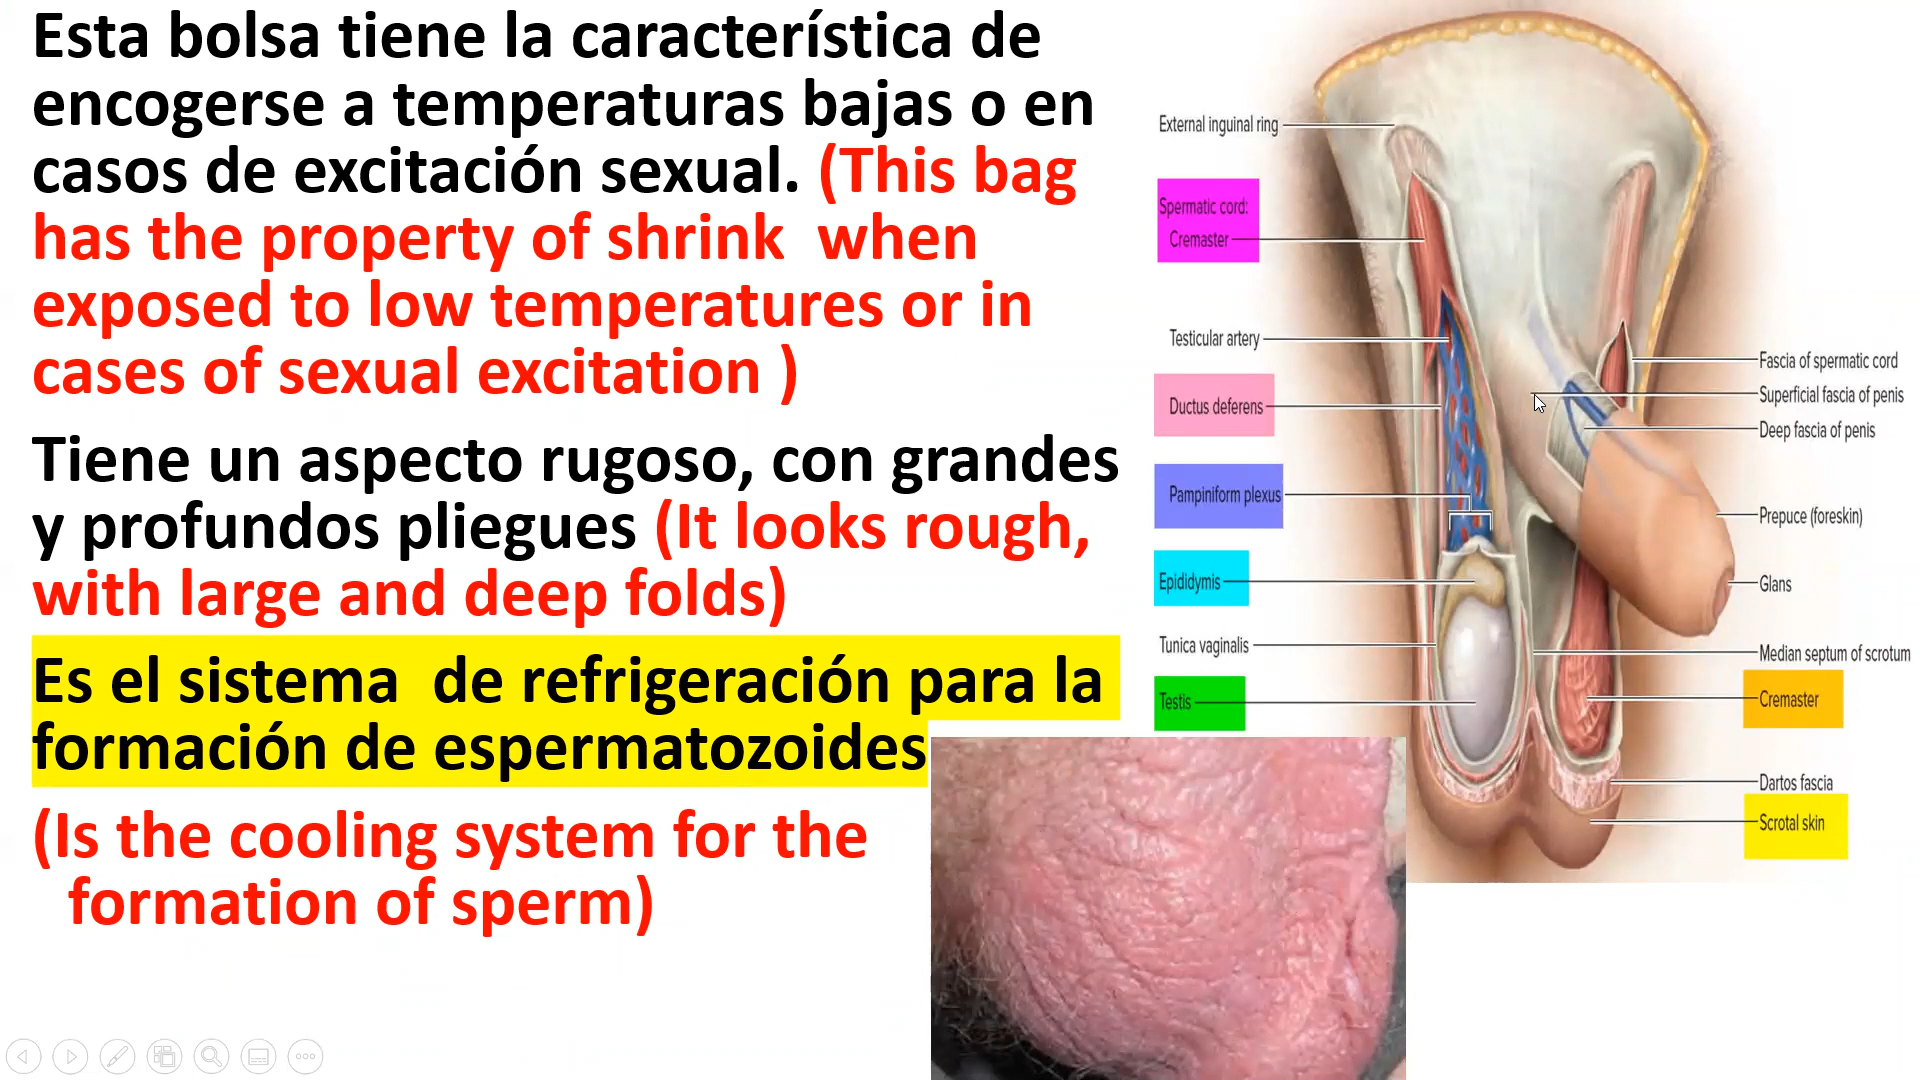 Esta bolsa tiene la característica de
encogerse a temperaturas bajas o en
casos de excitación sexual. (This bag
has the property of shrink when
exposed to low temperatures or in
cases of sexual excitation )
Tiene un aspecto rugoso, con grandes
y profundos pliegues (It looks rough,
with large and deep folds)
Es el sistema de refrigeración para la
formación de espermatozoides
(Is the cooling system for the
formation of sperm)
External inguinal ring
Spermatic cord:
Cremaster
Testicular artery
Ductus deferens
Pampiniform plexus
Epididymis
Tunica vaginalis
Testis
Fascia of spermatic cord
Superficial fascia of penis
Deep fascia of penis
Prepuce (foreskin)
Glans
Median septum of scrotum
Cremaster
Dartos fascia
Scrotal skin